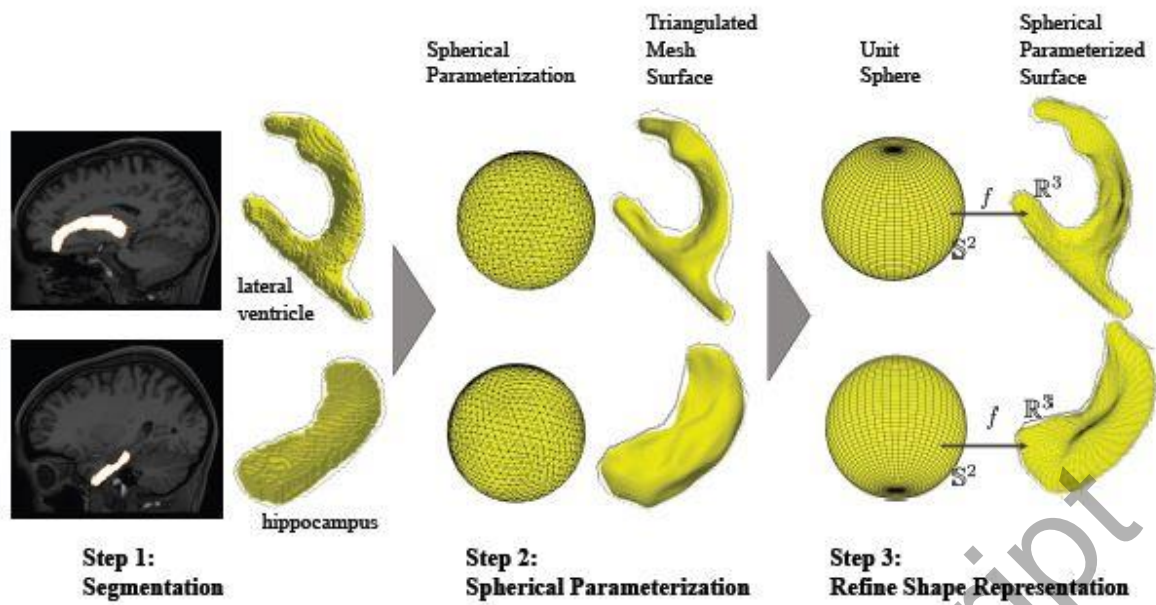 Spherical
Parameterization
Triangulated
Mesh
Surface
Unit
Sphere
Spherical
Parameterized
Surface
lateral
ventricle
f
ℝ³
𝕊²
hippocampus
f
ℝ³
𝕊²
Step 1:
Segmentation
Step 2:
Spherical Parameterization
Step 3:
Refine Shape Representation
ript